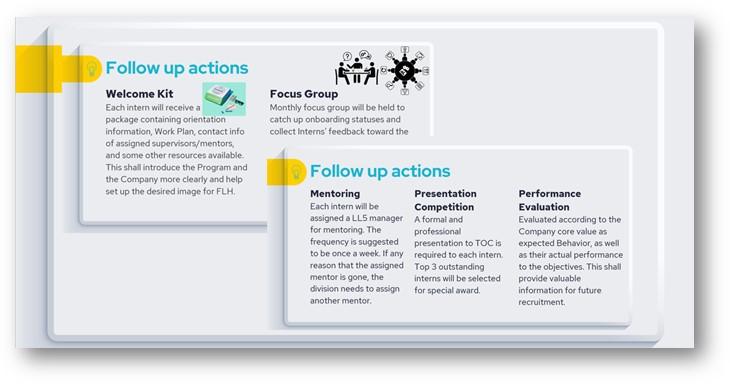 Follow up actions
Welcome Kit
Each intern will receive a
package containing orientation
information, Work Plan, contact info
of assigned supervisors/mentors,
and some other resources available.
This shall introduce the Program and
the Company more clearly and help
set up the desired image for FLH.
Focus Group
Monthly focus group will be held to
catch up onboarding statuses and
collect Interns' feedback toward the
Follow up actions
Mentoring
Each intern will be
assigned a LL5 manager
for mentoring. The
frequency is suggested
to be once a week. If any
reason that the assigned
mentor is gone, the
division needs to assign
another mentor.
Presentation
Competition
A formal and
professional
presentation to TOC is
required to each intern.
Top 3 outstanding
interns will be selected
for special award.
Performance
Evaluation
Evaluated according to the
Company core value as
expected Behavior, as well
as their actual performance
to the objectives. This shall
provide valuable
information for future
recruitment.